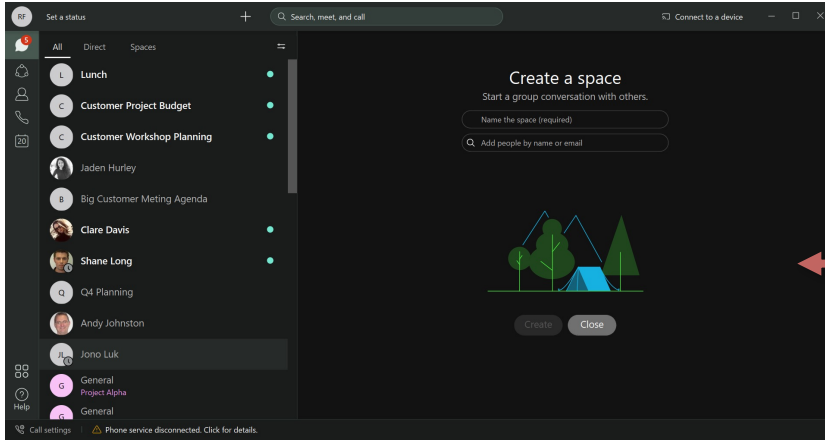 RF
Set a status
Search, meet, and call
Connect to a device
5
All Direct Spaces
L Lunch
C Customer Project Budget
C Customer Workshop Planning
20
Jaden Hurley
B Big Customer Meting Agenda
Clare Davis
Shane Long
Q Q4 Planning
Andy Johnston
JL Jono Luk
G General
Project Alpha
G General
Help
Call settings
Phone service disconnected. Click for details.
Create a space
Start a group conversation with others.
Name the space (required)
Add people by name or email
Create Close